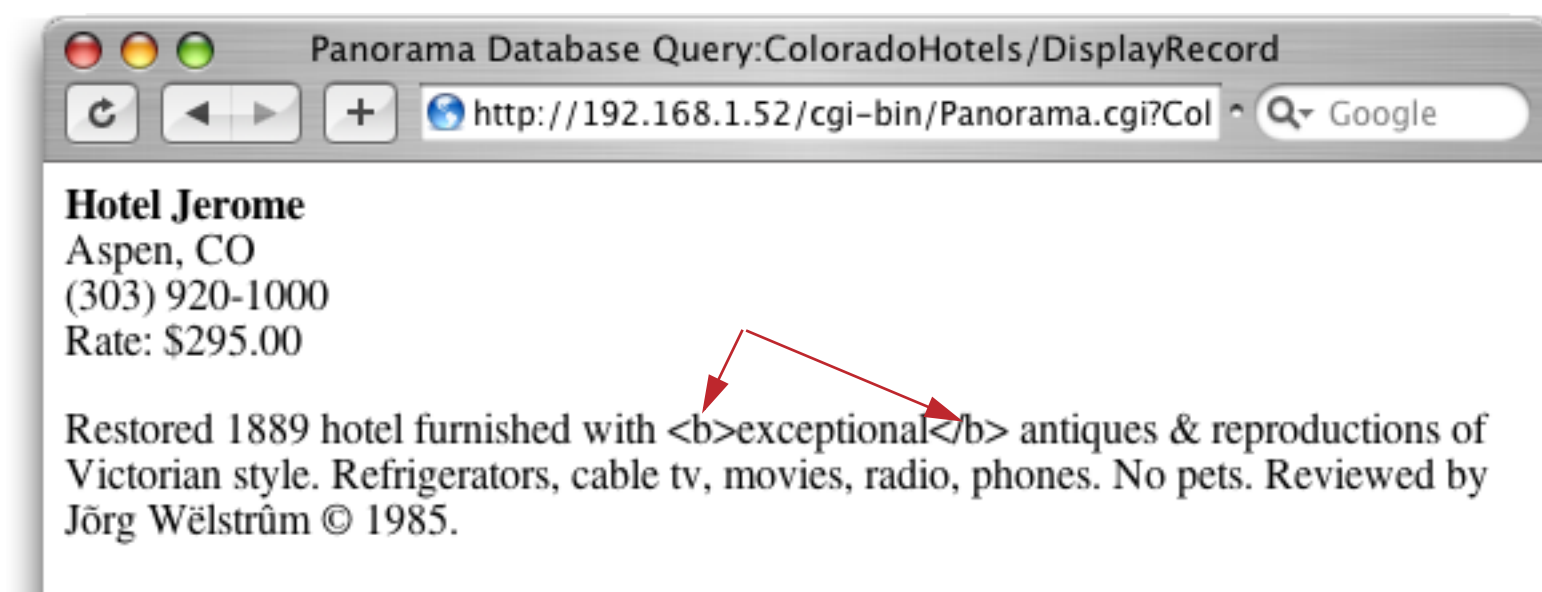 Panorama Database Query:ColoradoHotels/DisplayRecord
http://192.168.1.52/cgi-bin/Panorama.cgi?Col
Google
Hotel Jerome
Aspen, CO
(303) 920-1000
Rate: $295.00
Restored 1889 hotel furnished with <b>exceptional</b> antiques & reproductions of
Victorian style. Refrigerators, cable tv, movies, radio, phones. No pets. Reviewed by
Jõrg Wëlstrûm © 1985.